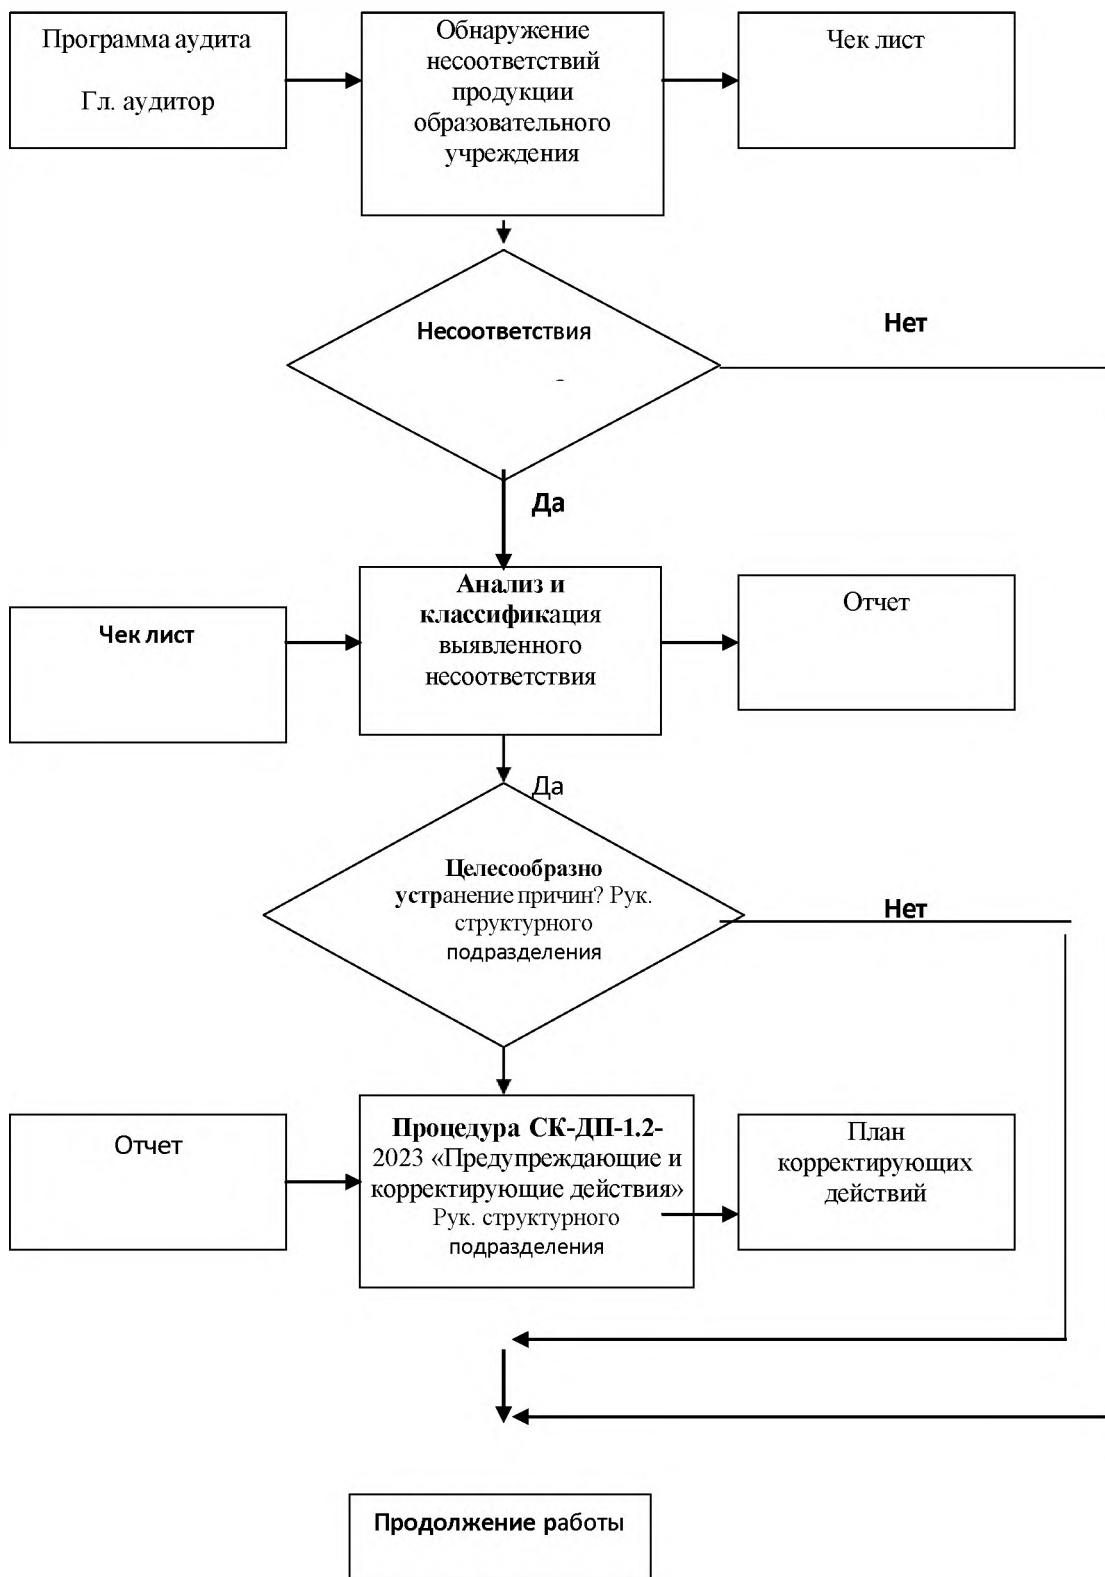 Программа аудита
Гл. аудитор
Обнаружение
несоответствий
продукции
образовательного
учреждения
Чек лист
Несоответствия
Нет
Да
Чек лист
Анализ и
классификация
выявленного
несоответствия
Отчет
Да
Целесообразно
устранение причин? Рук.
структурного
подразделения
Нет
Отчет
Процедура СК-ДП-1.2-
2023 «Предупреждающие и
корректирующие действия»
Рук. структурного
подразделения
План
корректирующих
действий
Продолжение работы